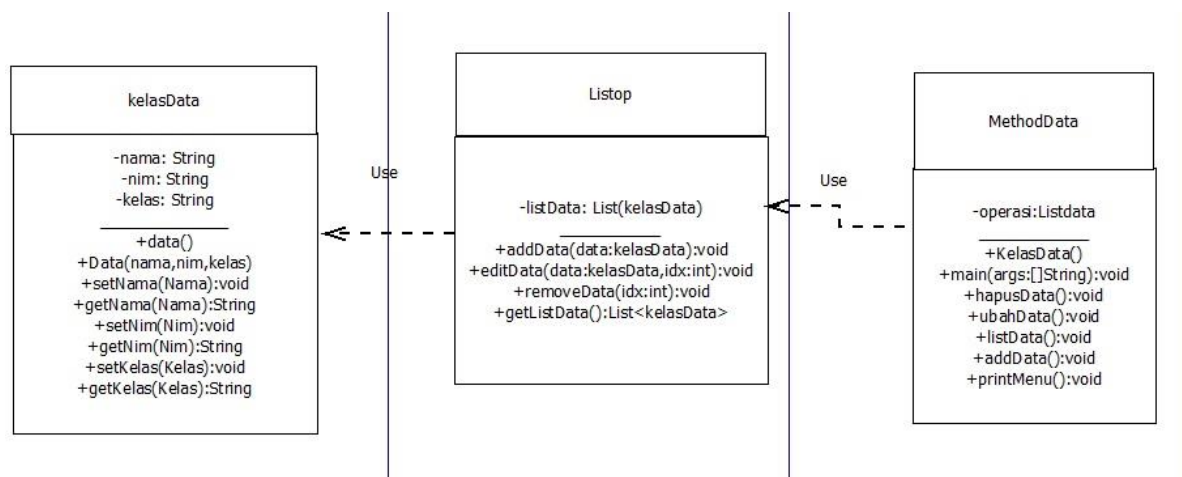 kelasData
-nama: String
-nim: String
-kelas: String
+data()
+Data(nama,nim,kelas)
+setNama(Nama):void
+getNama(Nama):String
+setNim(Nim):void
+getNim(Nim):String
+setKelas(Kelas):void
+getKelas(Kelas):String
Use
Listop
-listData: List(kelasData)
+addData(data:kelasData):void
+editData(data:kelasData,idx:int):void
+removeData(idx:int):void
+getListData():List<kelasData>
Use
MethodData
-operasi:Listdata
+KelasData()
+main(args:[]String):void
+hapusData():void
+ubahData():void
+listData():void
+addData():void
+printMenu():void